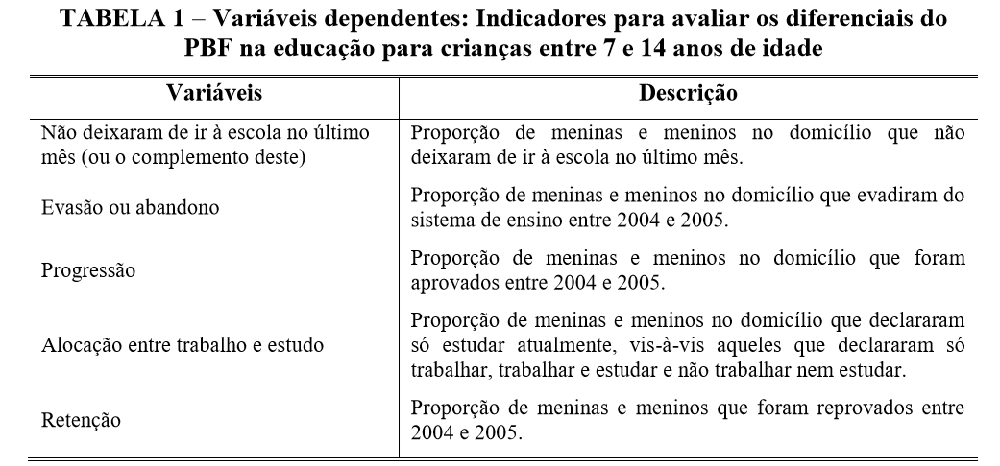 TABELA 1 – Variáveis dependentes: Indicadores para avaliar os diferenciais do
PBF na educação para crianças entre 7 e 14 anos de idade
Variáveis
Descrição
Não deixaram de ir à escola no último
mês (ou o complemento deste)
Proporção de meninas e meninos no domicílio que não
deixaram de ir à escola no último mês.
Evasão ou abandono
Proporção de meninas e meninos no domicílio que evadiram do
sistema de ensino entre 2004 e 2005.
Progressão
Proporção de meninas e meninos no domicílio que foram
aprovados entre 2004 e 2005.
Alocação entre trabalho e estudo
Proporção de meninas e meninos no domicílio que declararam
só estudar atualmente, vis-à-vis aqueles que declararam só
trabalhar, trabalhar e estudar e não trabalhar nem estudar.
Retenção
Proporção de meninas e meninos que foram reprovados entre
2004 e 2005.